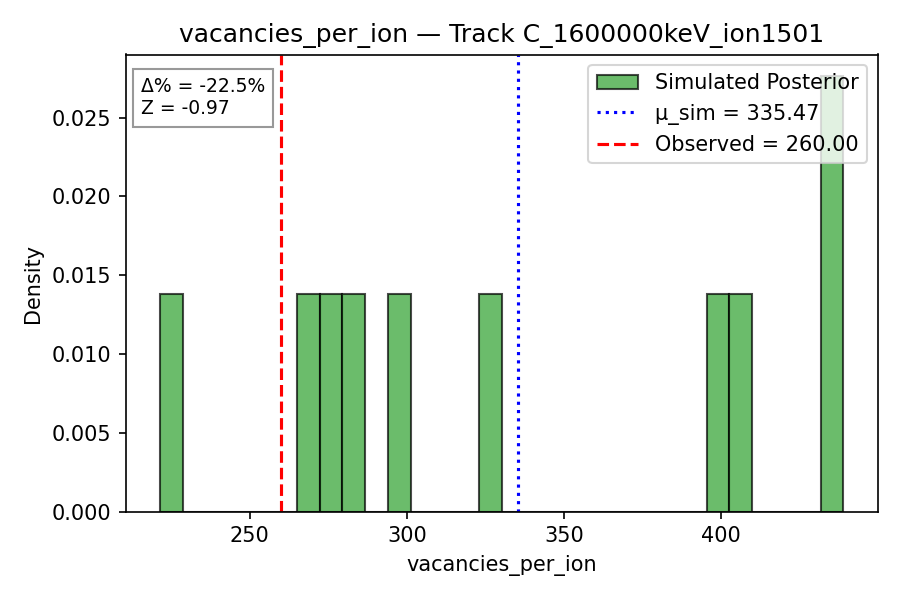 vacancies_per_ion — Track C_1600000keV_ion1501
Δ% = -22.5%
Z = -0.97
Simulated Posterior
μ_sim = 335.47
Observed = 260.00
Density
0.025
0.020
0.015
0.010
0.005
0.000
250
300
350
400
vacancies_per_ion